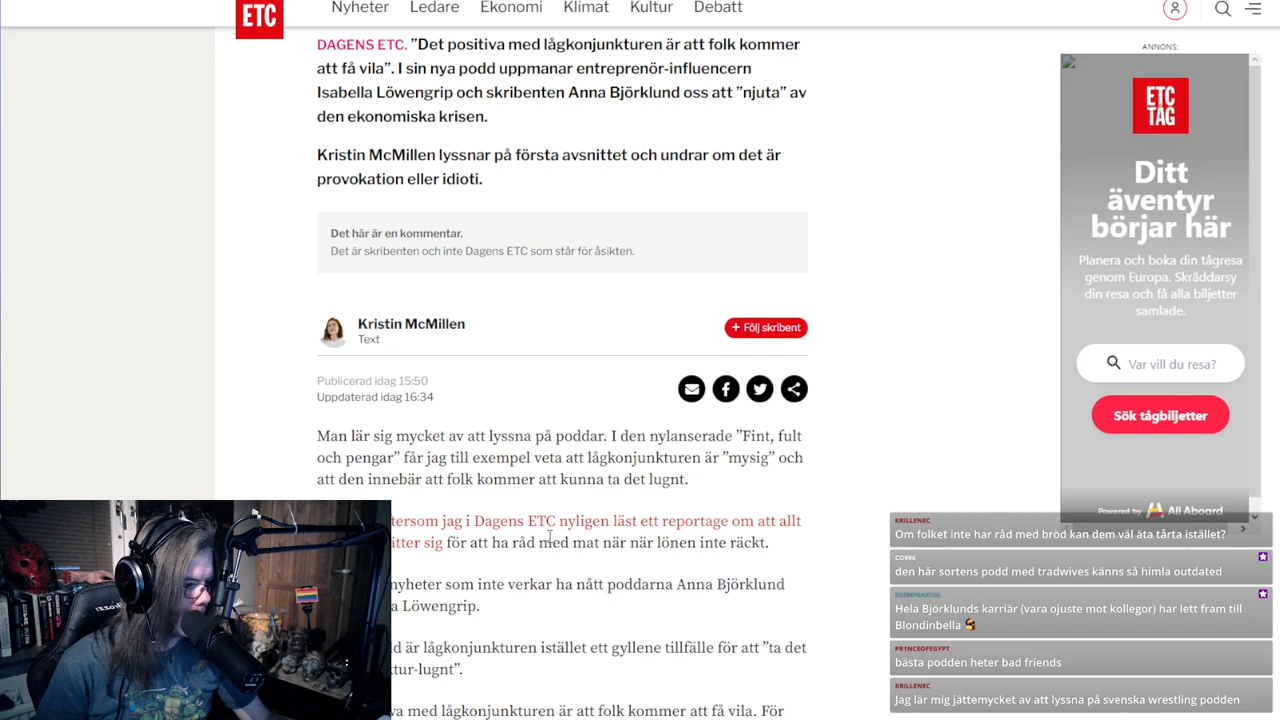 ETC
Nyheter
Ledare
Ekonomi
Klimat
Kultur
Debatt
DAGENS ETC. ”Det positiva med lågkonjunkturen är att folk kommer
att få vila”. I sin nya podd uppmanar entreprenör-influencern
Isabella Löwengrip och skribenten Anna Björklund oss att ”njuta” av
den ekonomiska krisen.
Kristin McMillen lyssnar på första avsnittet och undrar om det är
provokation eller idioti.
Det här är en kommentar.
Det är skribenten och inte Dagens ETC som står för åsikten.
Kristin McMillen
Text
+ Följ skribent
Publicerad idag 15:50
Uppdaterad idag 16:34
Man lär sig mycket av att lyssna på poddar. I den nylanserade ”Fint, fult
och pengar” får jag till exempel veta att lågkonjunkturen är ”mysig” och
att den innebär att folk kommer att kunna ta det lugnt.
tersom jag i Dagens ETC nyligen läst ett reportage om att allt
ätter sig för att ha råd med mat när när lönen inte räckt.
nyheter som inte verkar ha nått poddarna Anna Björklund
a Löwengrip.
d är lågkonjunkturen istället ett gyllene tillfälle för att ”ta det
tur-lugnt”.
va med lågkonjunkturen är att folk kommer att få vila. För
ANNONS:
ETC
TAG
Ditt
äventyr
börjar här
Planera och boka din tågresa
genom Europa. Skräddarsy
din resa och få alla biljetter
samlade.
Var vill du resa?
Sök tågbiljetter
Powered by All Aboard
KRILLENEC
Om folket inte har råd med bröd kan dem väl äta tårta istället?
CO996
den här sortens podd med tradwives känns så himla outdated
Hela Björklunds karriär (vara ojuste mot kollegor) har lett fram till
Blondinbella
PR1NCEOFEGYPT
bästa podden heter bad friends
KRILLENEC
Jag lär mig jättemycket av att lyssna på svenska wrestling podden